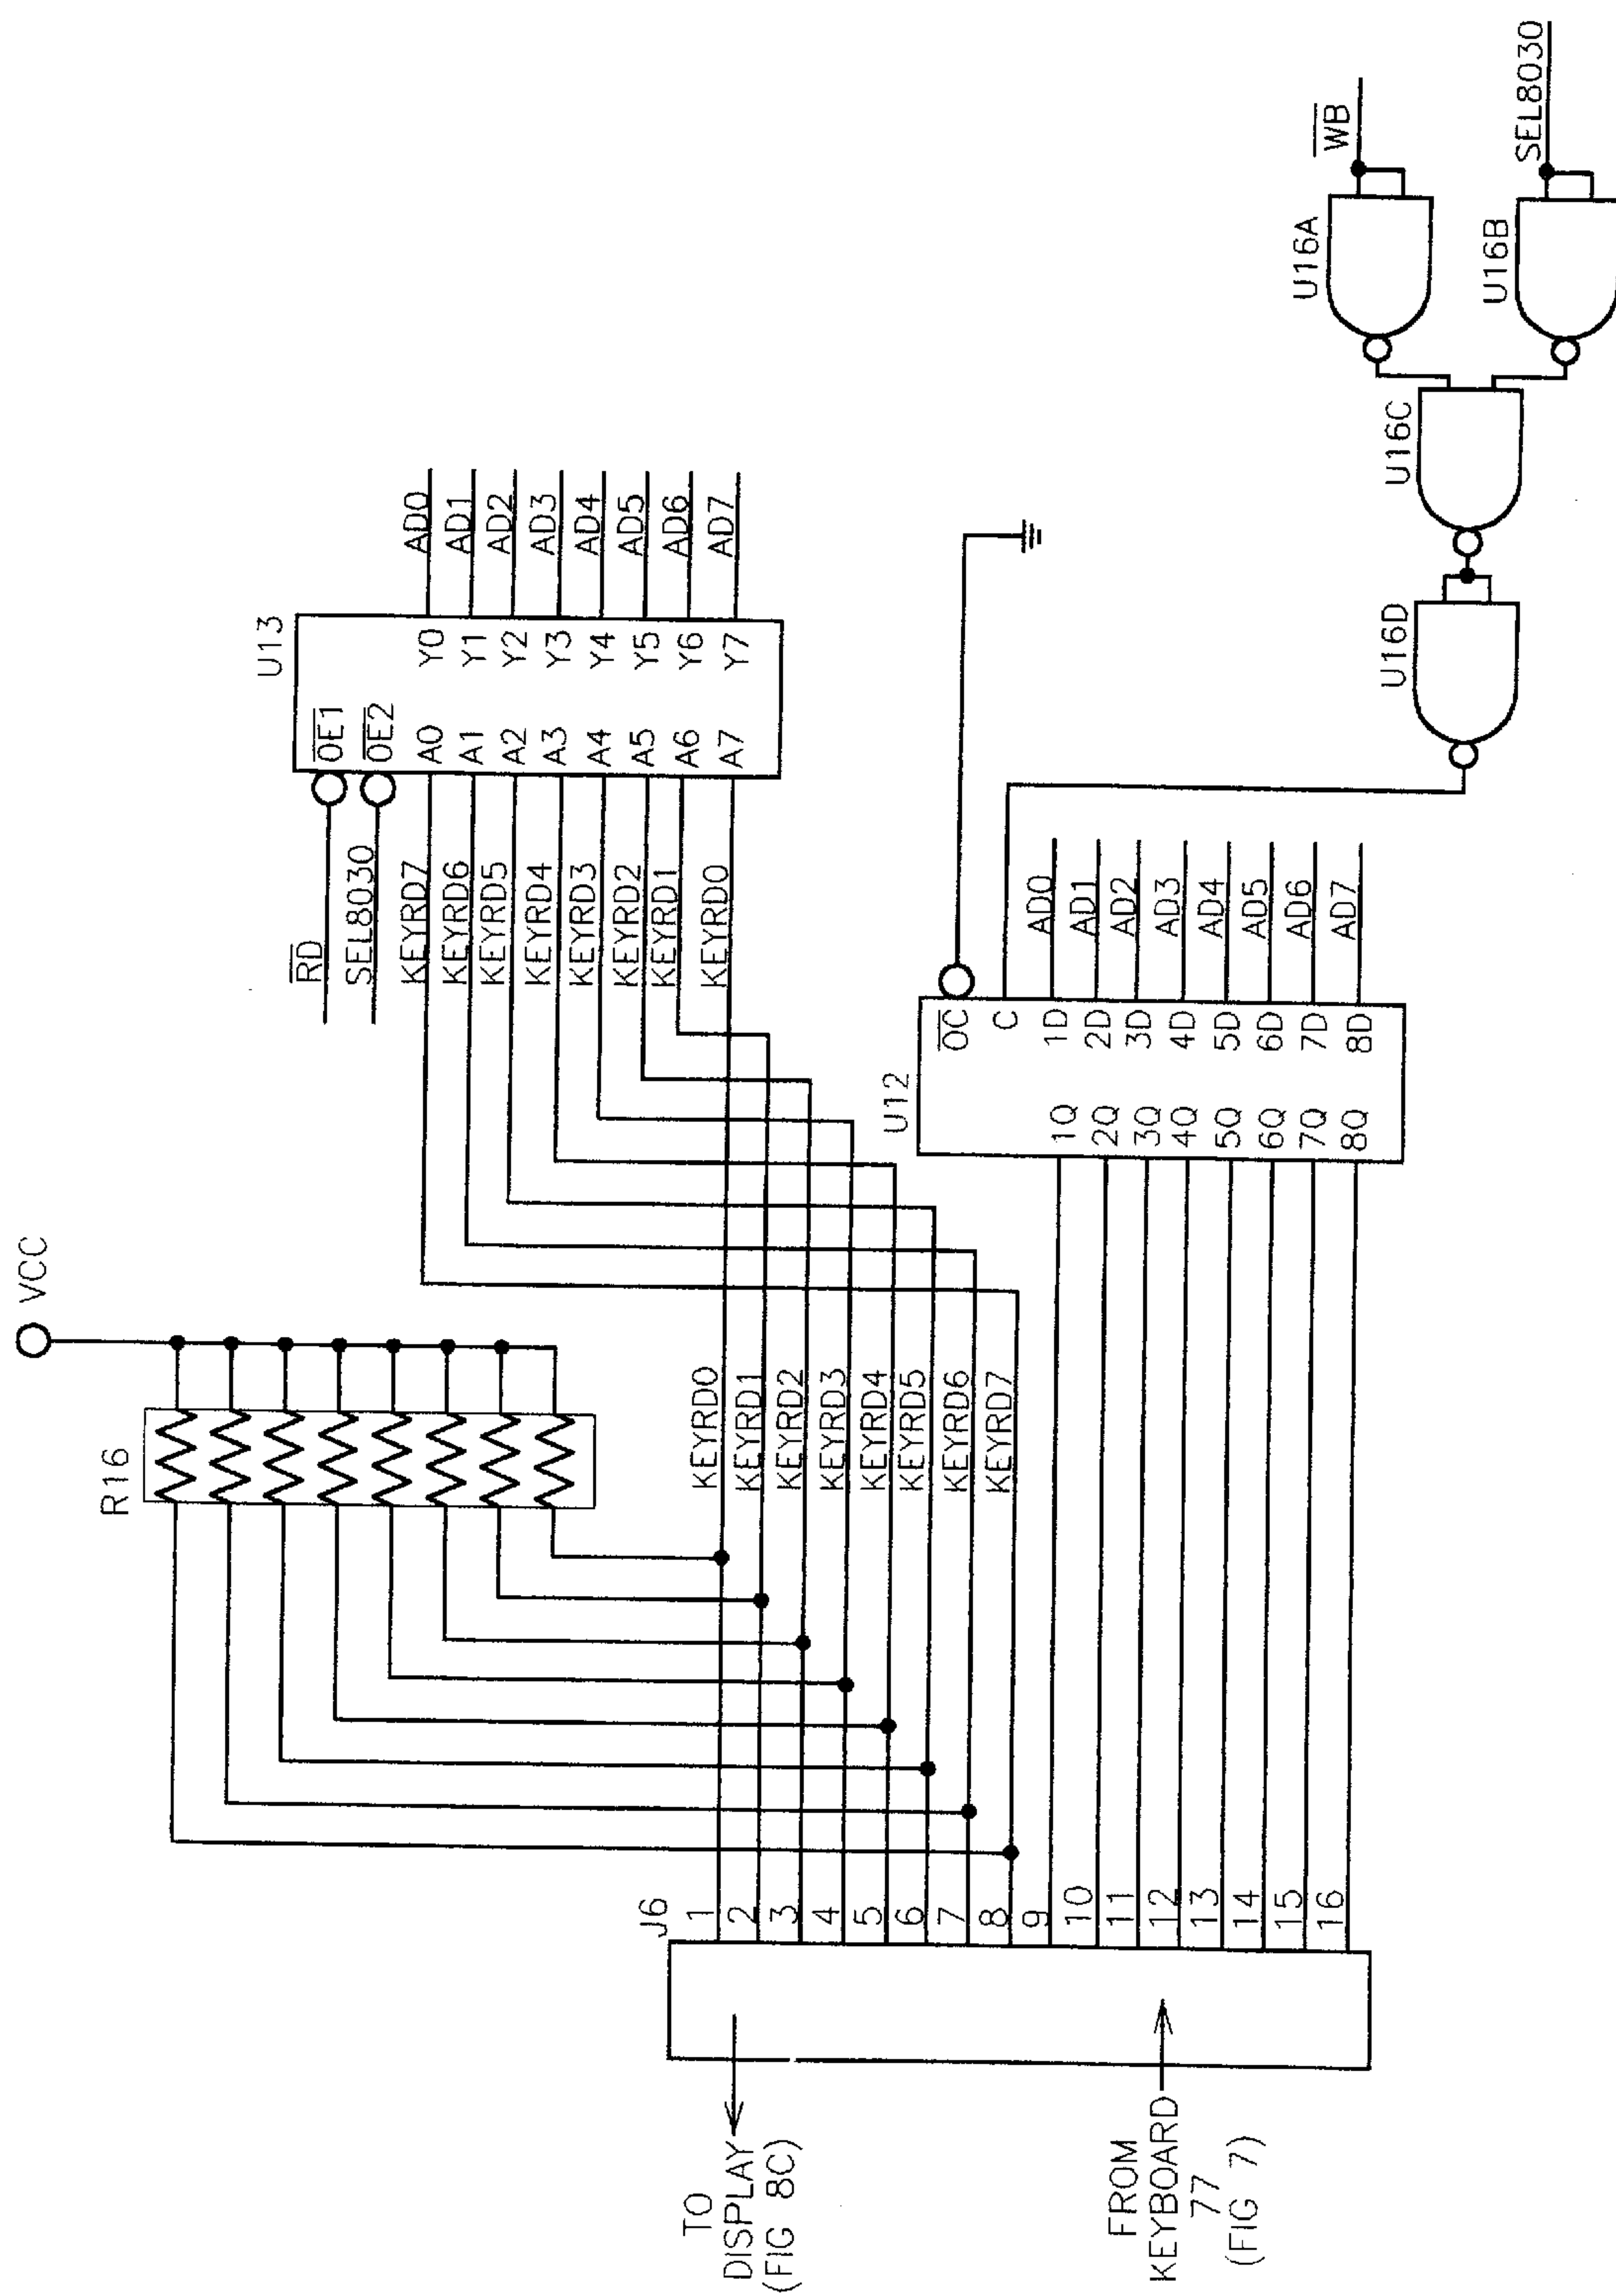 VCC
R16
U13
OE1
OE2
A0 Y0
A1 Y1
A2 Y2
A3 Y3
A4 Y4
A5 Y5
A6 Y6
A7 Y7
RD
SEL8030
KEYRD7
KEYRD6
KEYRD5
KEYRD4
KEYRD3
KEYRD2
KEYRD1
KEYRD0
AD0
AD1
AD2
AD3
AD4
AD5
AD6
AD7
KEYRD0
KEYRD1
KEYRD2
KEYRD3
KEYRD4
KEYRD5
KEYRD6
KEYRD7
J6
1
2
3
4
5
6
7
8
9
10
11
12
13
14
15
16
TO
DISPLAY
(FIG 8C)
FROM
KEYBOARD
77
(FIG 7)
U12
OC
C
1Q 1D
2Q 2D
3Q 3D
4Q 4D
5Q 5D
6Q 6D
7Q 7D
8Q 8D
AD0
AD1
AD2
AD3
AD4
AD5
AD6
AD7
U16D
U16C
U16A
U16B
WB
SEL8030